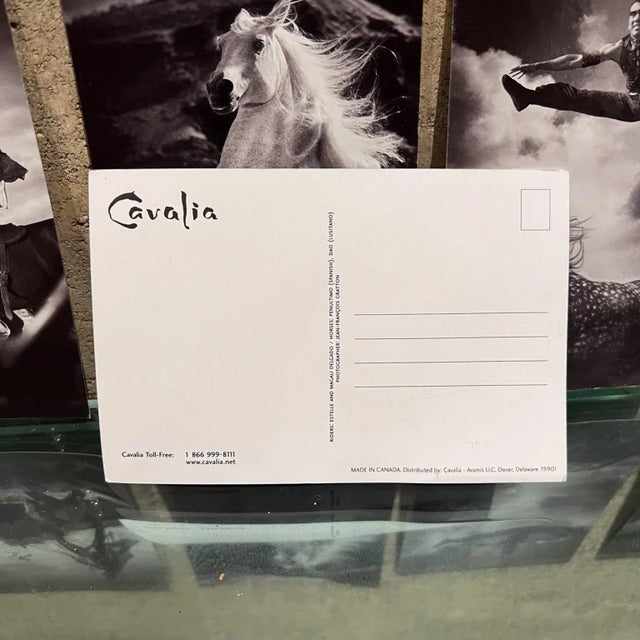 Cavalia
RIDERS: ESTELLE AND MAGALI DELGADO / HORSES: PENULTIMO (SPANISH), DAO (LUSITANO)
PHOTOGRAPHER: JEAN-FRANÇOIS GRATTON
Cavalia Toll-Free: 1 866 999-8111
www.cavalia.net
MADE IN CANADA. Distributed by: Cavalia - Aramis LLC, Dover, Delaware 19901